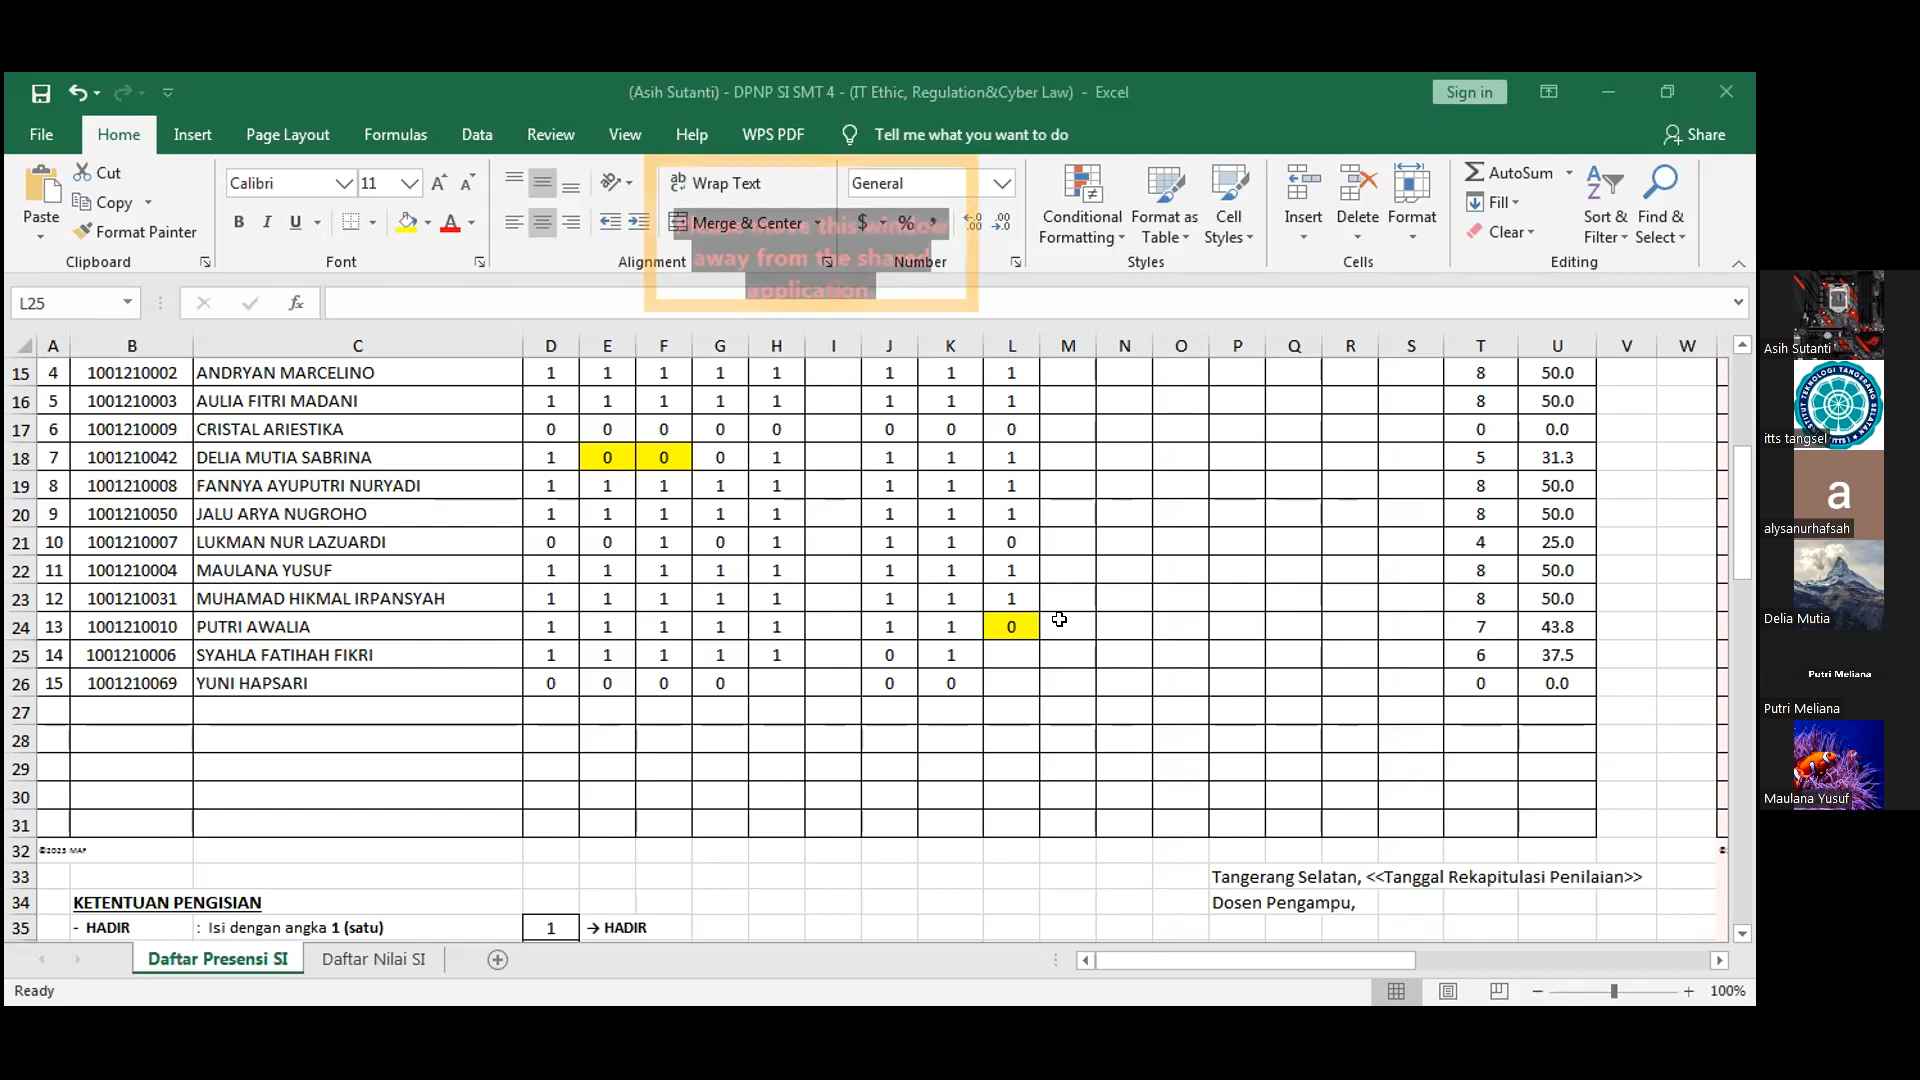 (Asih Sutanti) - DPNP SI SMT 4 - (IT Ethic, Regulation&Cyber Law) - Excel
Sign in
File Home Insert Page Layout Formulas Data Review View Help WPS PDF Tell me what you want to do Share
Cut
Copy
Format Painter
Paste
Clipboard
Calibri 11
B I U
Font
Wrap Text
Merge & Center
Alignment
General
$ % ,
Number
this window
away from the shared
application
Conditional Formatting
Format as Table
Cell Styles
Styles
Insert Delete Format
Cells
AutoSum
Fill
Clear
Sort & Filter
Find & Select
Editing
L25
fx
A B C D E F G H I J K L M N O P Q R S T U V W
15 4 1001210002 ANDRYAN MARCELINO 1 1 1 1 1 1 1 1 8 50.0
16 5 1001210003 AULIA FITRI MADANI 1 1 1 1 1 1 1 1 8 50.0
17 6 1001210009 CRISTAL ARIESTIKA 0 0 0 0 0 0 0 0 0 0.0
18 7 1001210042 DELIA MUTIA SABRINA 1 0 0 0 1 1 1 1 5 31.3
19 8 1001210008 FANNYA AYUPUTRI NURYADI 1 1 1 1 1 1 1 1 8 50.0
20 9 1001210050 JALU ARYA NUGROHO 1 1 1 1 1 1 1 1 8 50.0
21 10 1001210007 LUKMAN NUR LAZUARDI 0 0 1 0 1 1 1 0 4 25.0
22 11 1001210004 MAULANA YUSUF 1 1 1 1 1 1 1 1 8 50.0
23 12 1001210031 MUHAMAD HIKMAL IRPANSYAH 1 1 1 1 1 1 1 1 8 50.0
24 13 1001210010 PUTRI AWALIA 1 1 1 1 1 1 1 0 7 43.8
25 14 1001210006 SYAHLA FATIHAH FIKRI 1 1 1 1 1 0 1 6 37.5
26 15 1001210069 YUNI HAPSARI 0 0 0 0 0 0 0 0.0
27
28
29
30
31
32 ©2023 MAF
33 Tangerang Selatan, <<Tanggal Rekapitulasi Penilaian>>
34 KETENTUAN PENGISIAN Dosen Pengampu,
35 - HADIR : Isi dengan angka 1 (satu) 1 → HADIR
Daftar Presensi SI Daftar Nilai SI
Ready
100%
Asih Sutanti
INSTITUT TEKNOLOGI TANGERANG SELATAN
(ITTS)
itts tangsel
a
alysanurhafsah
Delia Mutia
Putri Meliana
Putri Meliana
Maulana Yusuf